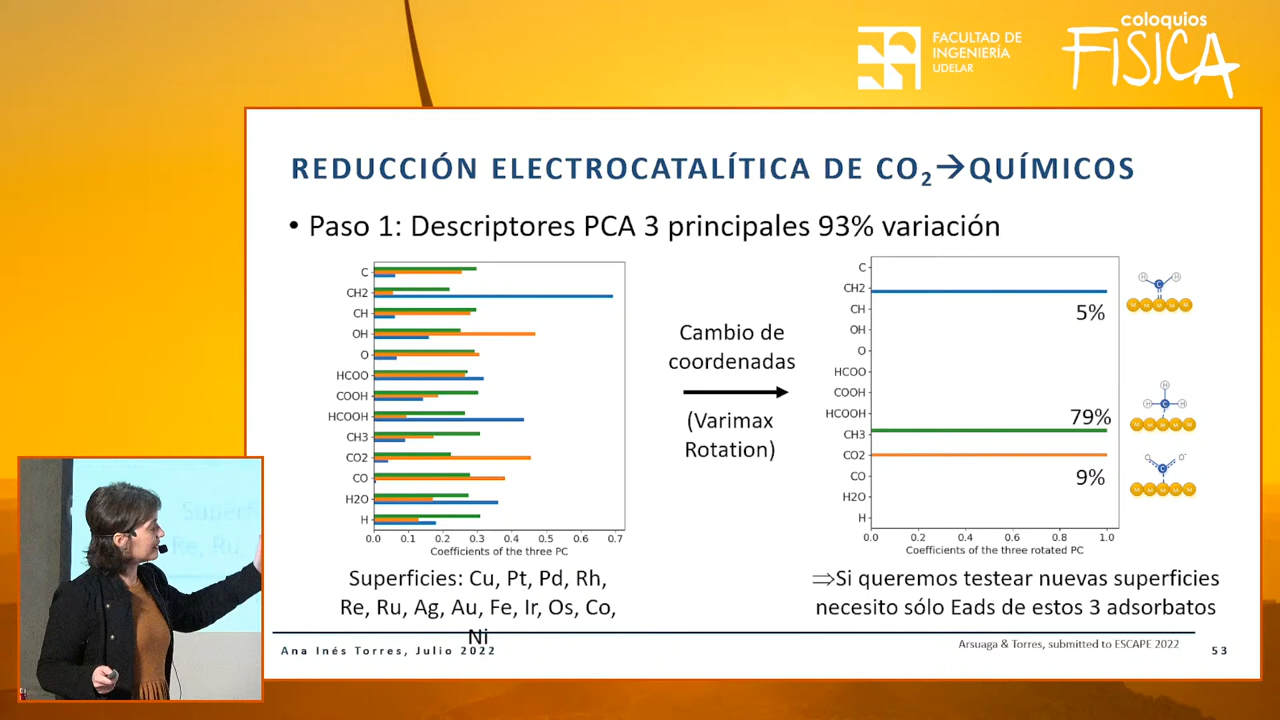 FACULTAD DE
INGENIERÍA
UDELAR
coloquios
FISICA
REDUCCIÓN ELECTROCATALÍTICA DE CO2→QUÍMICOS
• Paso 1: Descriptores PCA 3 principales 93% variación
C
CH2
CH
OH
O
HCOO
COOH
HCOOH
CH3
CO2
CO
H2O
H
0.0 0.1 0.2 0.3 0.4 0.5 0.6 0.7
Coefficients of the three PC
Superficies: Cu, Pt, Pd, Rh,
Re, Ru, Ag, Au, Fe, Ir, Os, Co,
Ni
Cambio de
coordenadas
(Varimax
Rotation)
C
CH2
CH
OH
O
HCOO
COOH
HCOOH
CH3
CO2
CO
H2O
H
5%
79%
9%
0.0 0.2 0.4 0.6 0.8 1.0
Coefficients of the three rotated PC
H H
C
M M M M M
H
H C H
M M M M M
O O-
C
M M M M M
⇒Si queremos testear nuevas superficies
necesito sólo Eads de estos 3 adsorbatos
Superf
Re, Ru
Ana Inés Torres, Julio 2022
Arsuaga & Torres, submitted to ESCAPE 2022
53